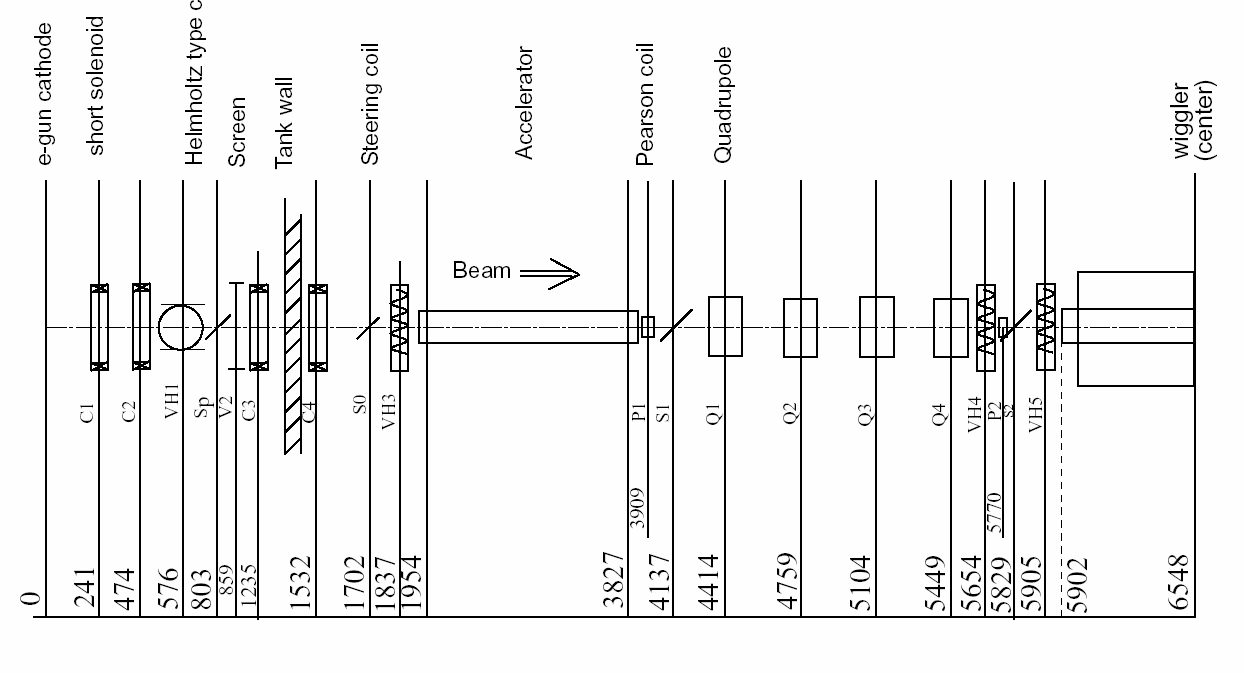 e-gun cathode
short solenoid
Helmholtz type c
Screen
Tank wall
Steering coil
Accelerator
Pearson coil
Quadrupole
wiggler
(center)
Beam
C1
C2
VH1
Sp
V2
C3
C4
S0
VH3
P1
S1
Q1
Q2
Q3
Q4
VH4
P2
s2
VH5
3909
5770
0
241
474
576
803
859
1235
1532
1702
1837
1954
3827
4137
4414
4759
5104
5449
5654
5829
5905
5902
6548